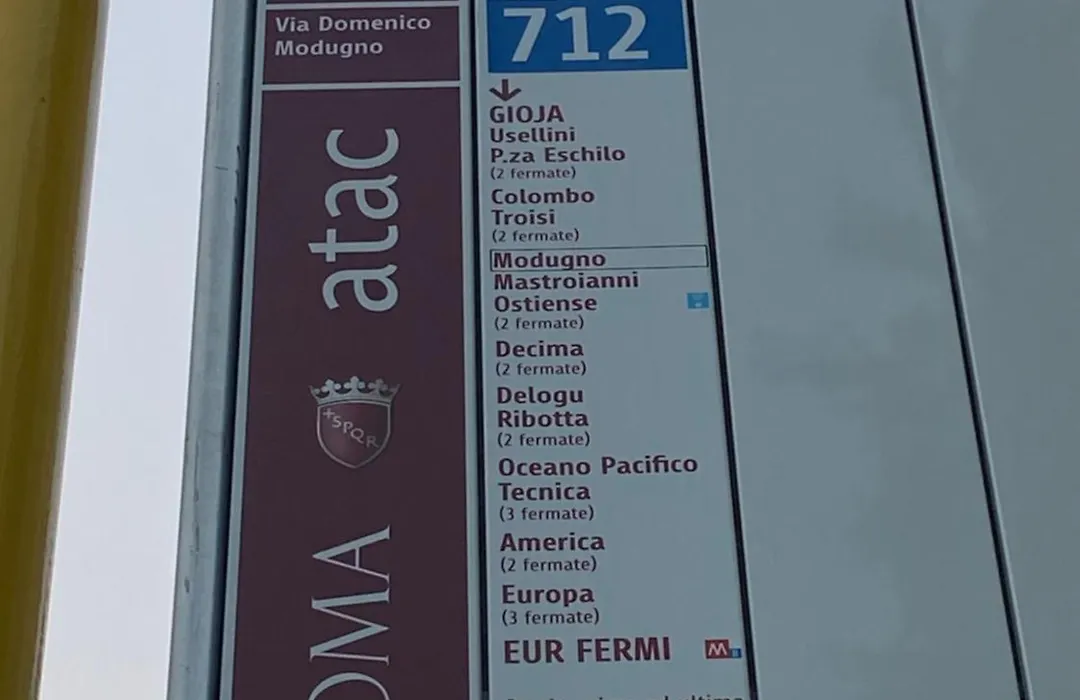 Via Domenico
Modugno
atac
SPQR
712
GIOJA
Usellini
P.za Eschilo
(2 fermate)
Colombo
Troisi
(2 fermate)
Modugno
Mastroianni
Ostiense
(2 fermate)
Decima
(2 fermate)
Delogu
Ribotta
(2 fermate)
Oceano Pacifico
Tecnica
(3 fermate)
America
(2 fermate)
Europa
(3 fermate)
EUR FERMI M
OMA